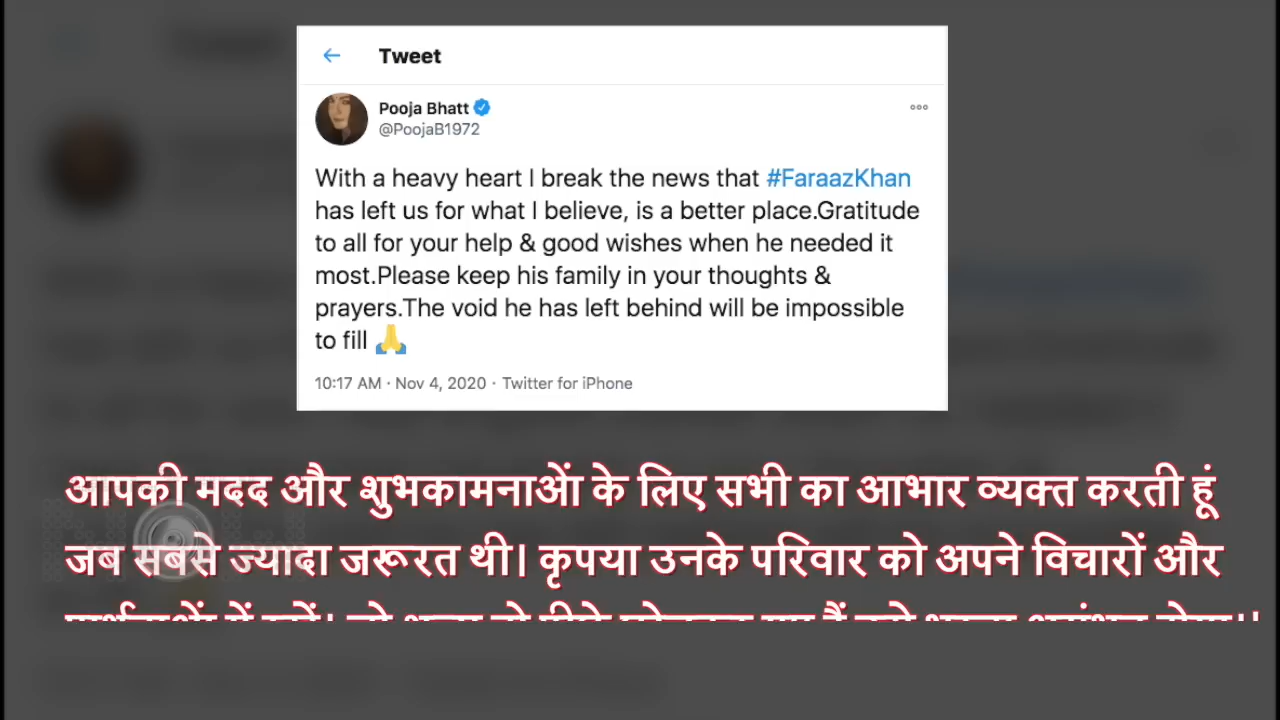 Tweet
Pooja Bhatt
@PoojaB1972
With a heavy heart I break the news that #FaraazKhan
has left us for what I believe, is a better place.Gratitude
to all for your help & good wishes when he needed it
most.Please keep his family in your thoughts &
prayers.The void he has left behind will be impossible
to fill 🙏
10:17 AM · Nov 4, 2020 · Twitter for iPhone
आपकी मदद और शुभकामनाओं के लिए सभी का आभार व्यक्त करती हूं
जब सबसे ज्यादा जरूरत थी। कृपया उनके परिवार को अपने विचारों और